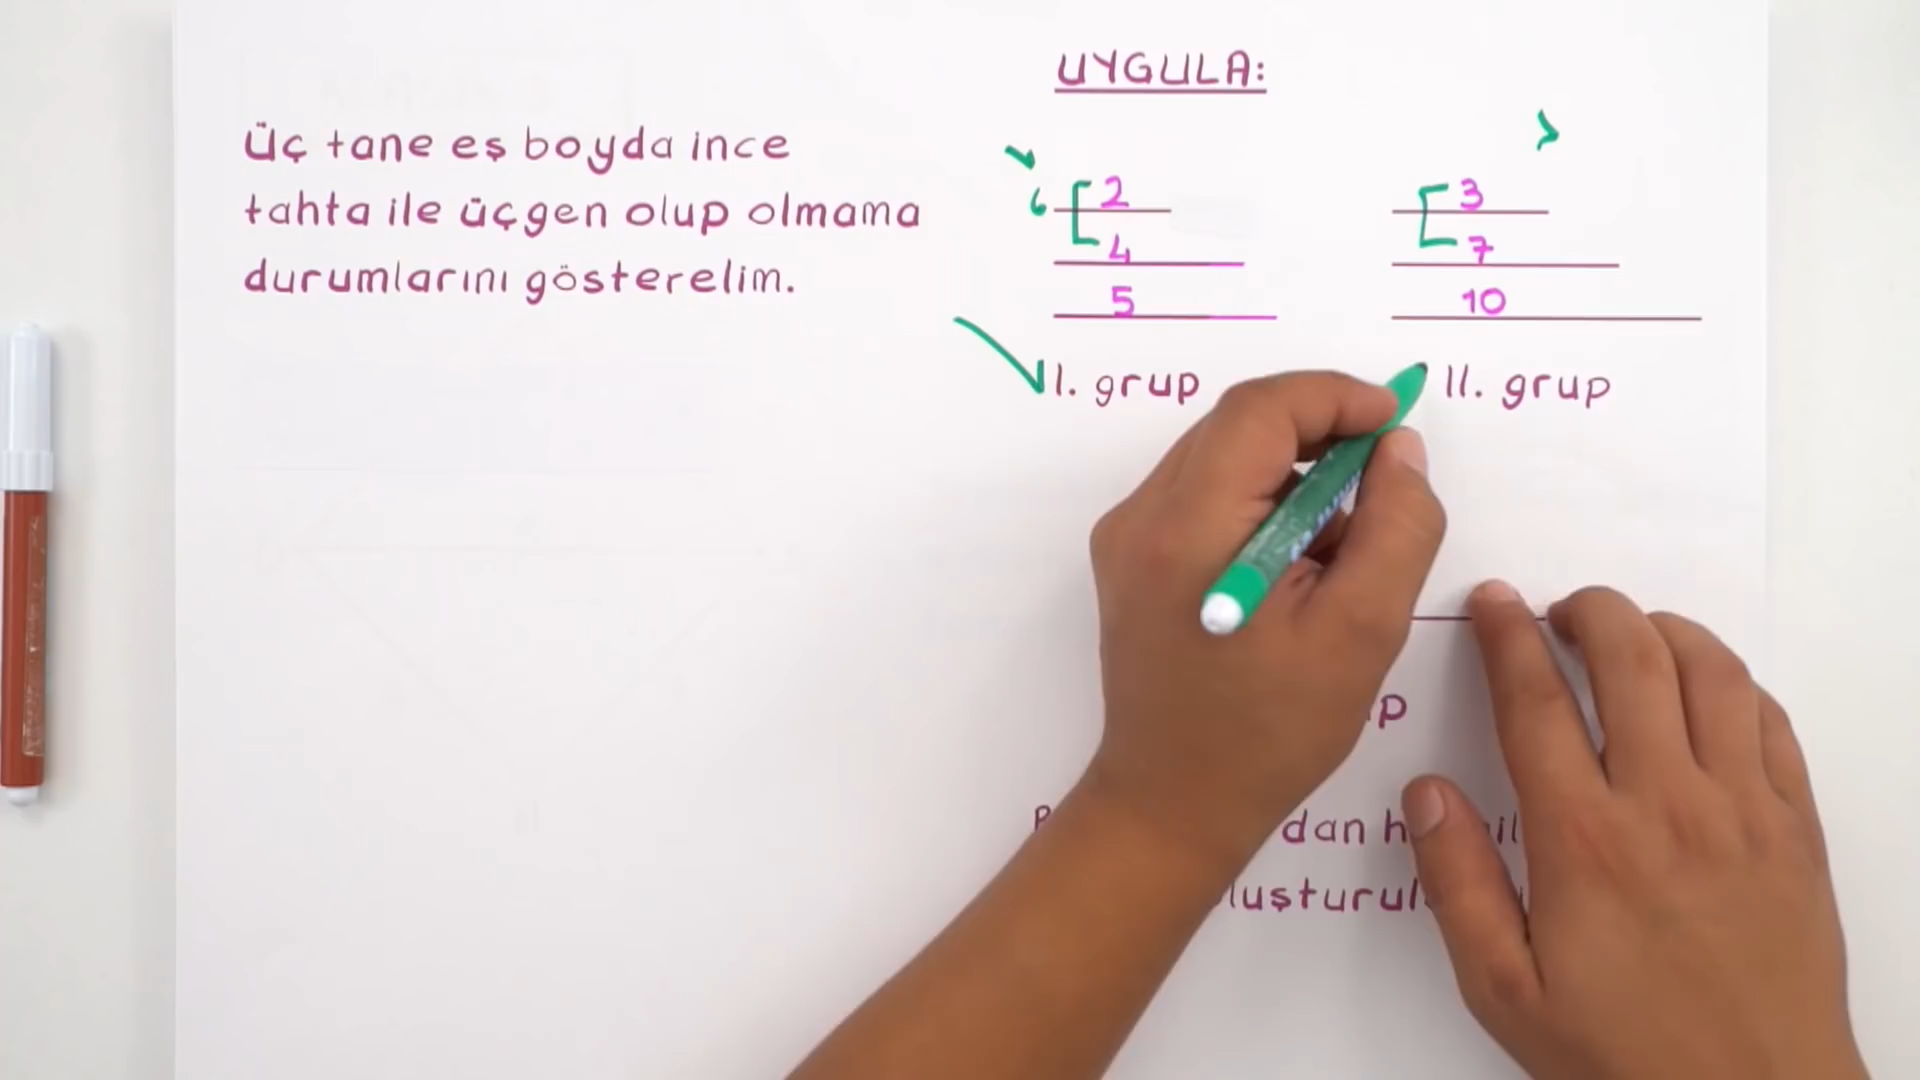 UYGULA:
Üç tane eş boyda ince
tahta ile üçgen olup olmama
durumlarını gösterelim.
6 2
4
5
I. grup
3
7
10
II. grup
dan